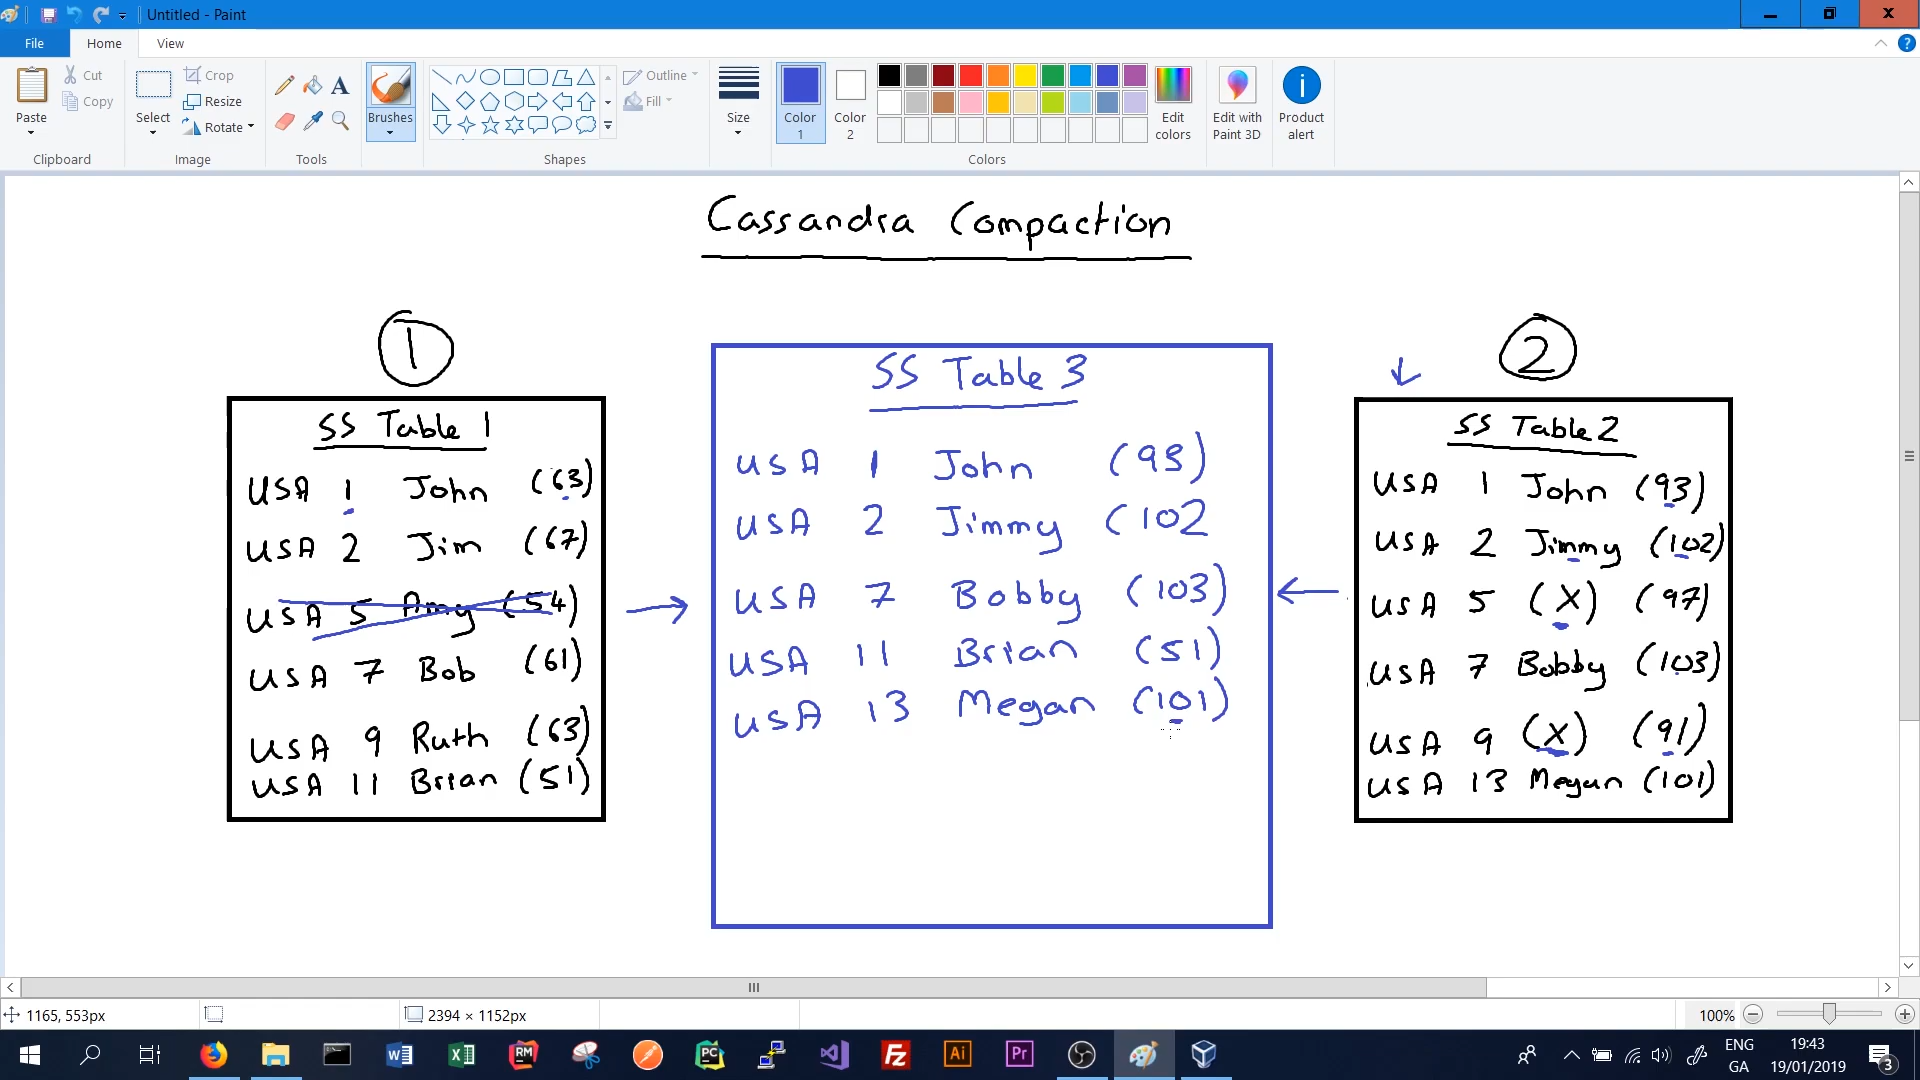 Untitled - Paint
File Home View
Paste
Cut
Copy
Clipboard
Select
Crop
Resize
Rotate
Image
Tools
Brushes
Shapes
Outline
Fill
Size
Color 1
Color 2
Colors
Edit colors
Edit with Paint 3D
Product alert
Cassandra Compaction
1
SS Table 1
USA 1 John (63)
USA 2 Jim (67)
USA 5 Amy (54)
USA 7 Bob (61)
USA 9 Ruth (63)
USA 11 Brian (51)
SS Table 3
USA 1 John (93)
USA 2 Jimmy (102
USA 7 Bobby (103)
USA 11 Brian (51)
USA 13 Megan (101)
2
SS Table 2
USA 1 John (93)
USA 2 Jimmy (102)
USA 5 (X) (97)
USA 7 Bobby (103)
USA 9 (X) (91)
USA 13 Megan (101)
1165, 553px
2394 × 1152px
100%
W X RM PC Fz Ai Pr
ENG
GA
19:43
19/01/2019
3